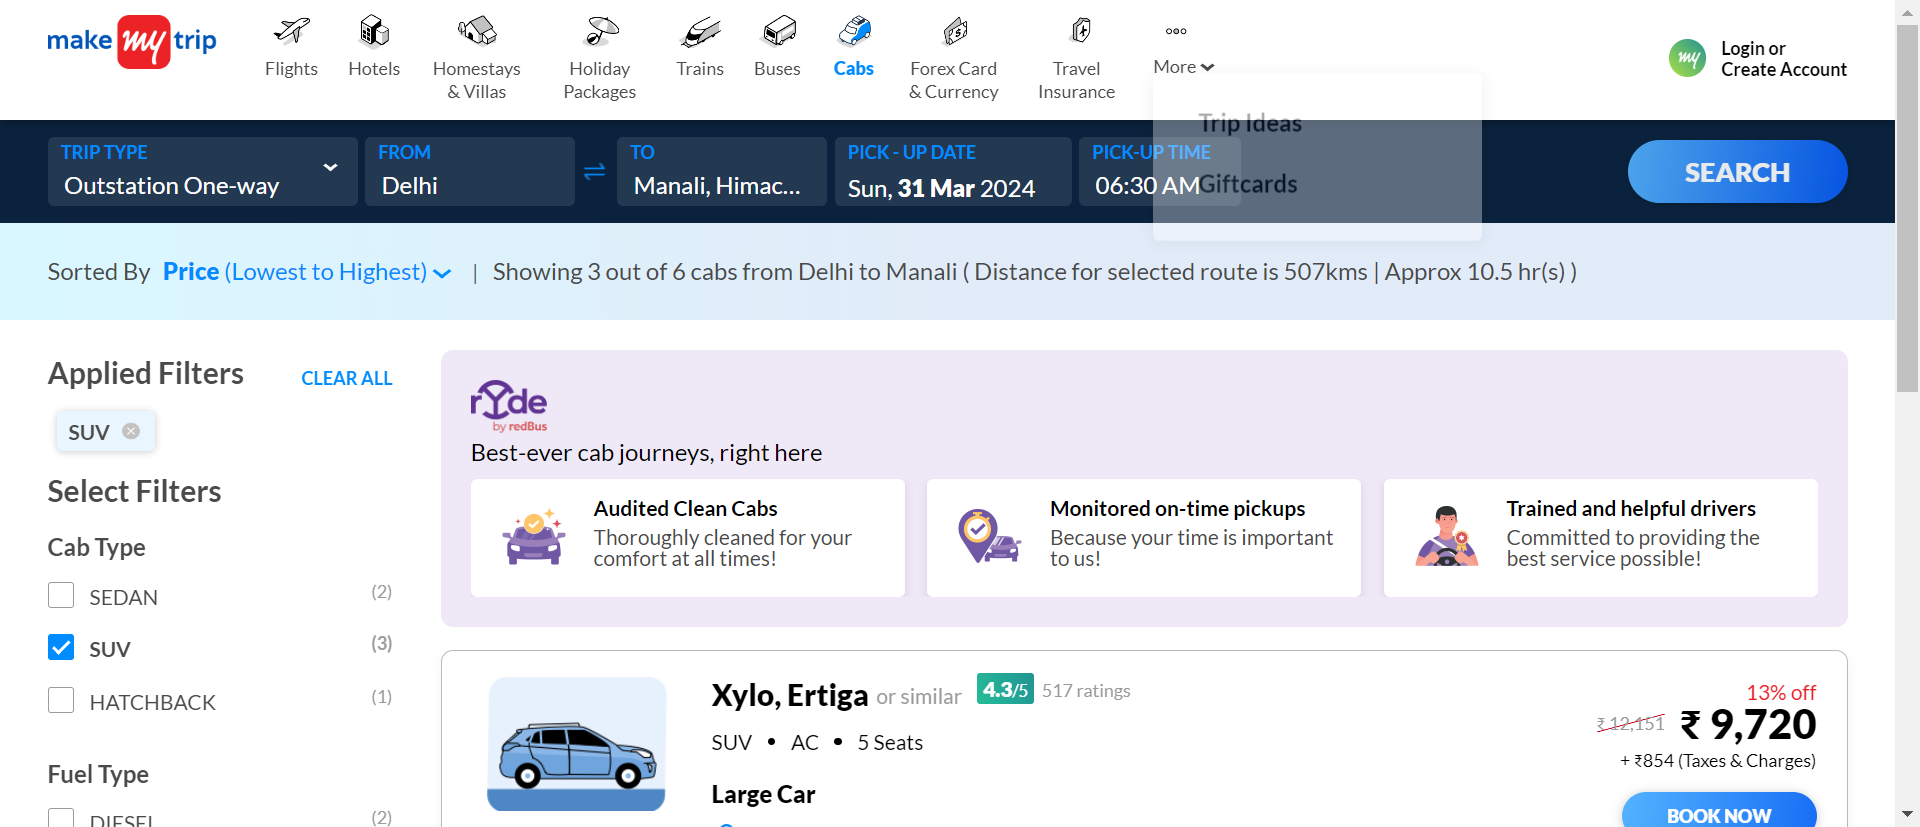 make my trip
Flights
Hotels
Homestays
& Villas
Holiday
Packages
Trains
Buses
Cabs
Forex Card
& Currency
Travel
Insurance
More
my
Login or
Create Account
Trip Ideas
Giftcards
TRIP TYPE
Outstation One-way
FROM
Delhi
TO
Manali, Himac...
PICK - UP DATE
Sun, 31 Mar 2024
PICK-UP TIME
06:30 AM
SEARCH
Sorted By Price (Lowest to Highest) | Showing 3 out of 6 cabs from Delhi to Manali ( Distance for selected route is 507kms | Approx 10.5 hr(s) )
Applied Filters
CLEAR ALL
SUV
Select Filters
Cab Type
SEDAN (2)
SUV (3)
HATCHBACK (1)
Fuel Type
DIESEL (2)
rYde
by redBus
Best-ever cab journeys, right here
Audited Clean Cabs
Thoroughly cleaned for your
comfort at all times!
Monitored on-time pickups
Because your time is important
to us!
Trained and helpful drivers
Committed to providing the
best service possible!
Xylo, Ertiga or similar 4.3/5 517 ratings
SUV • AC • 5 Seats
Large Car
13% off
₹ 12,151 ₹ 9,720
+ ₹854 (Taxes & Charges)
BOOK NOW